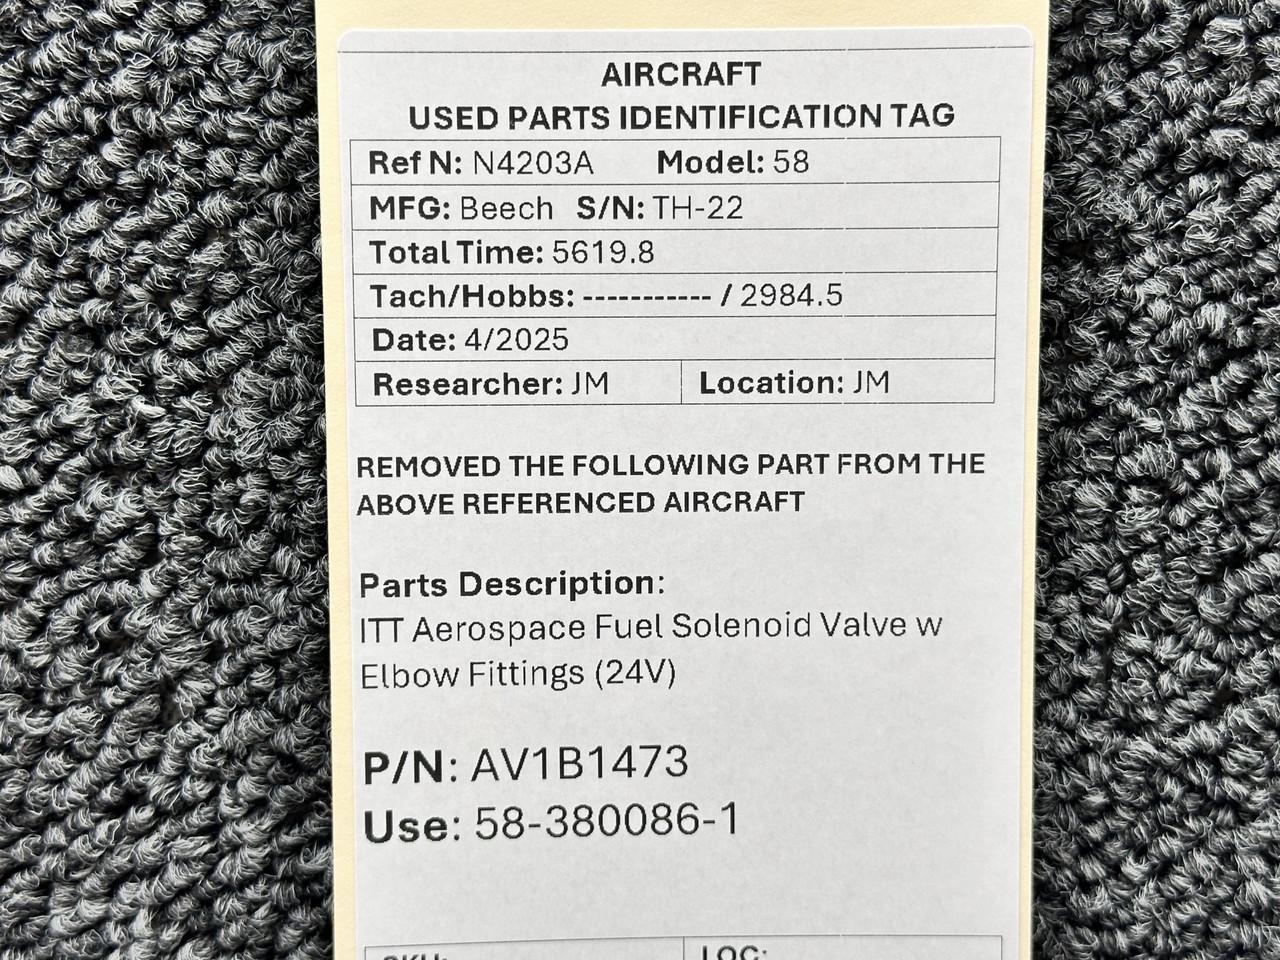 AIRCRAFT
USED PARTS IDENTIFICATION TAG
Ref N: N4203A Model: 58
MFG: Beech S/N: TH-22
Total Time: 5619.8
Tach/Hobbs: ----------- / 2984.5
Date: 4/2025
Researcher: JM Location: JM
REMOVED THE FOLLOWING PART FROM THE
ABOVE REFERENCED AIRCRAFT
Parts Description:
ITT Aerospace Fuel Solenoid Valve w
Elbow Fittings (24V)
P/N: AV1B1473
Use: 58-380086-1
SKU: LOC: